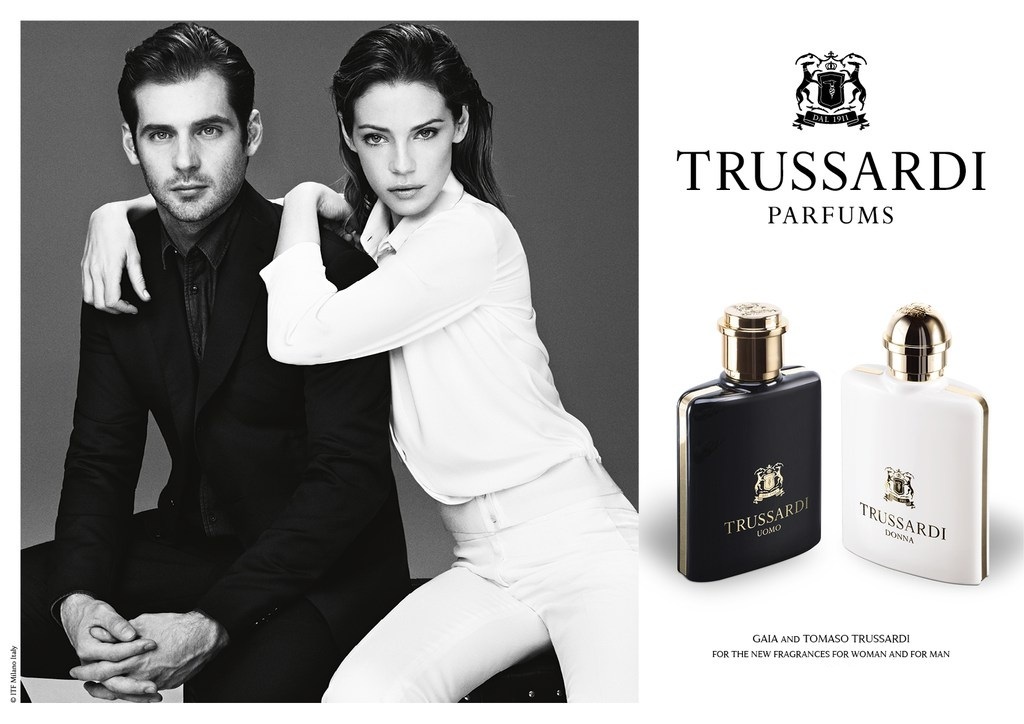 DAL 1911
TRUSSARDI
PARFUMS
TRUSSARDI
UOMO
TRUSSARDI
DONNA
GAIA AND TOMASO TRUSSARDI
FOR THE NEW FRAGRANCES FOR WOMAN AND FOR MAN
© ITF Milano Italy